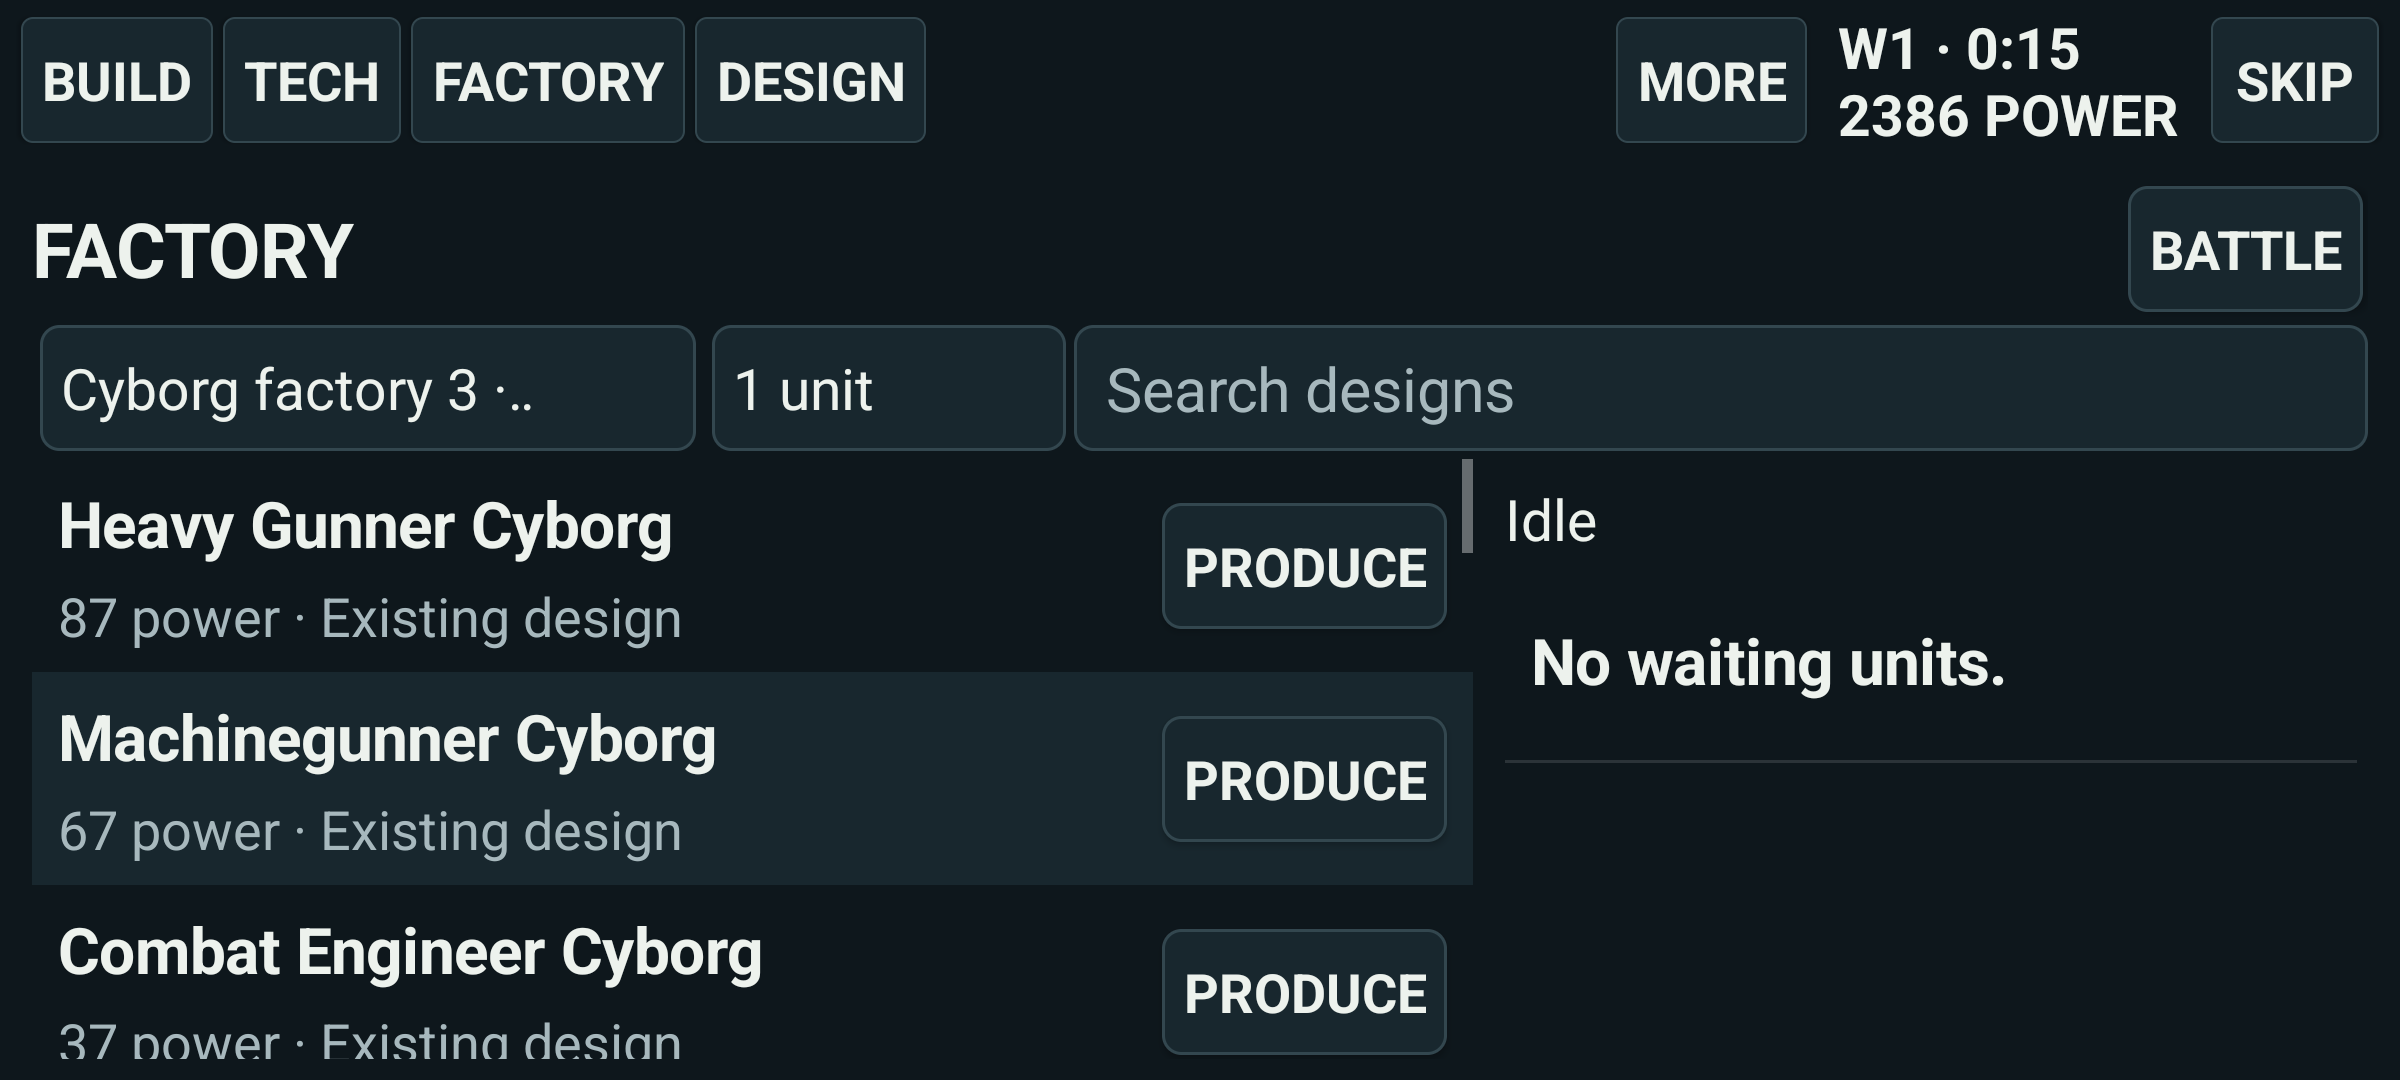 BUILD TECH FACTORY DESIGN MORE W1 · 0:15 SKIP
2386 POWER
FACTORY BATTLE
Cyborg factory 3 ·.. 1 unit Search designs
Heavy Gunner Cyborg PRODUCE Idle
87 power · Existing design
No waiting units.
Machinegunner Cyborg PRODUCE
67 power · Existing design
Combat Engineer Cyborg PRODUCE
37 power · Existing design